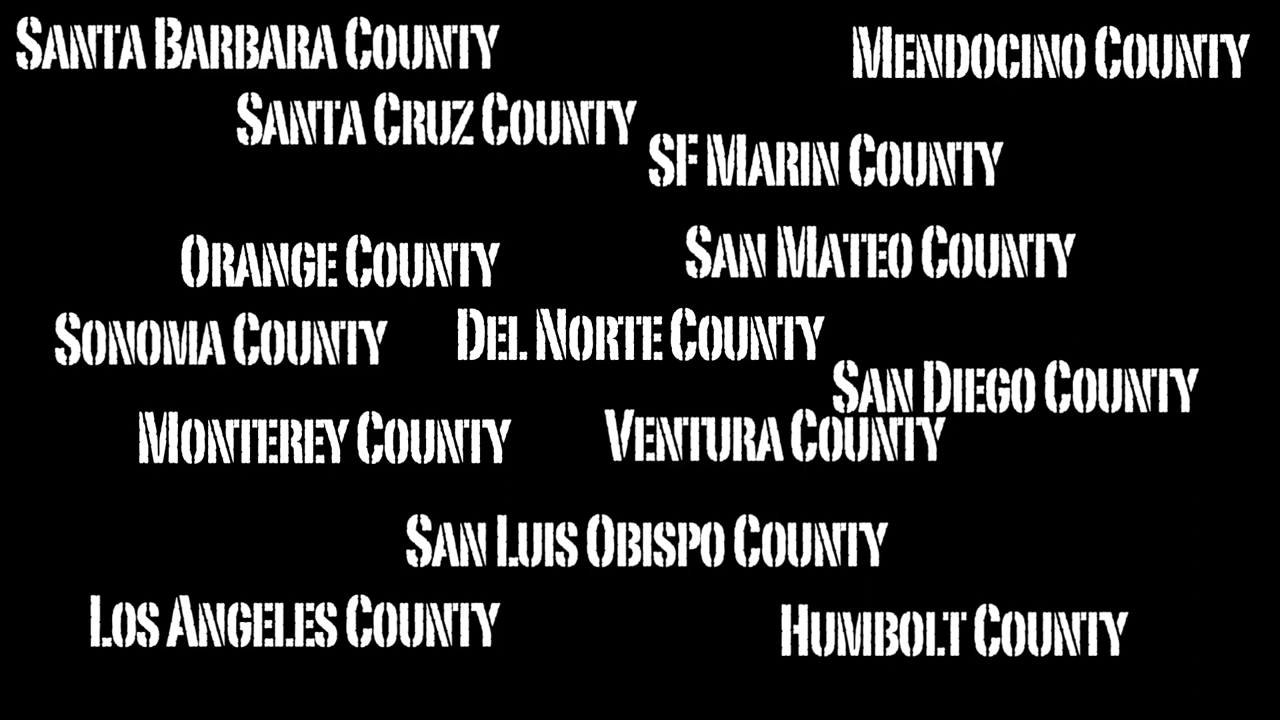 Santa Barbara County
Mendocino County
Santa Cruz County
SF Marin County
Orange County
San Mateo County
Sonoma County
Del Norte County
San Diego County
Monterey County
Ventura County
San Luis Obispo County
Los Angeles County
Humbolt County